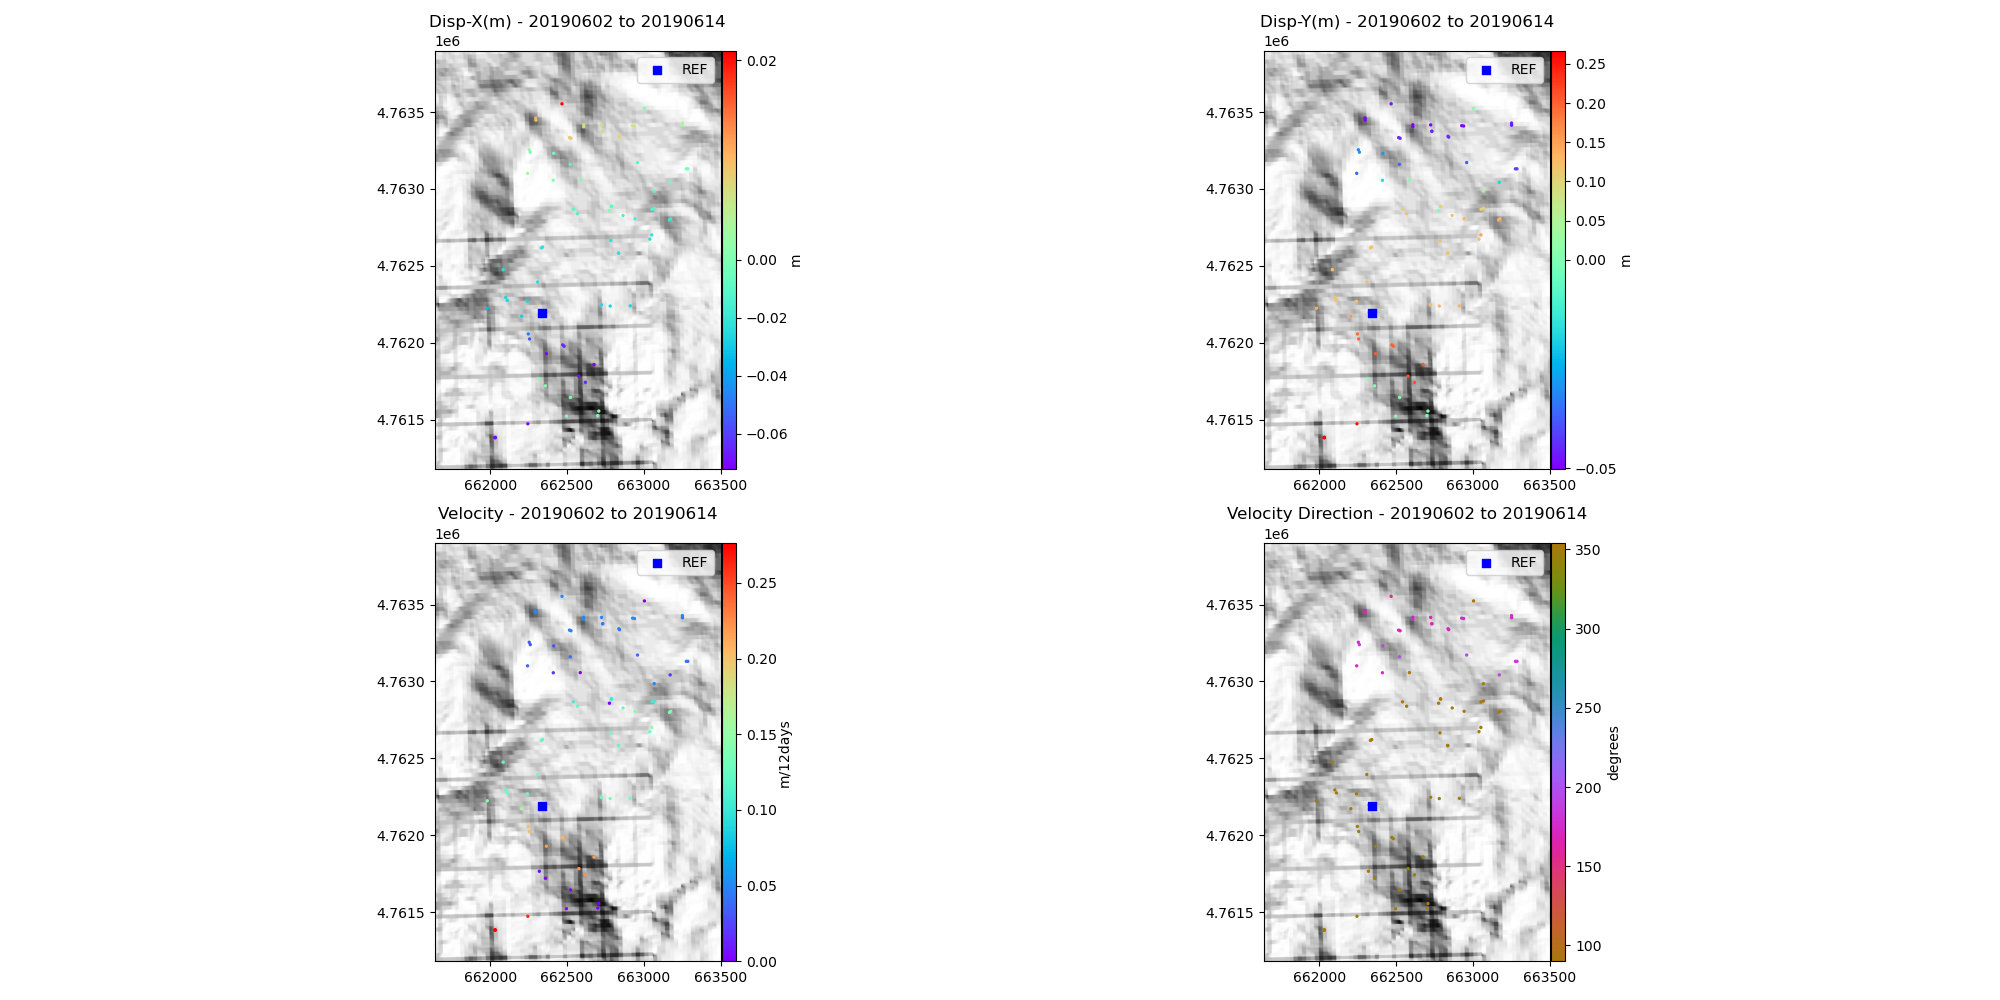 Disp-X(m) - 20190602 to 20190614
1e6
REF
4.7635
4.7630
4.7625
4.7620
4.7615
662000 662500 663000 663500
0.02
0.00
−0.02
−0.04
−0.06
m
Disp-Y(m) - 20190602 to 20190614
1e6
REF
4.7635
4.7630
4.7625
4.7620
4.7615
662000 662500 663000 663500
0.25
0.20
0.15
0.10
0.05
0.00
−0.05
m
Velocity - 20190602 to 20190614
1e6
REF
4.7635
4.7630
4.7625
4.7620
4.7615
662000 662500 663000 663500
0.25
0.20
0.15
0.10
0.05
0.00
m/12days
Velocity Direction - 20190602 to 20190614
1e6
REF
4.7635
4.7630
4.7625
4.7620
4.7615
662000 662500 663000 663500
350
300
250
200
150
100
degrees